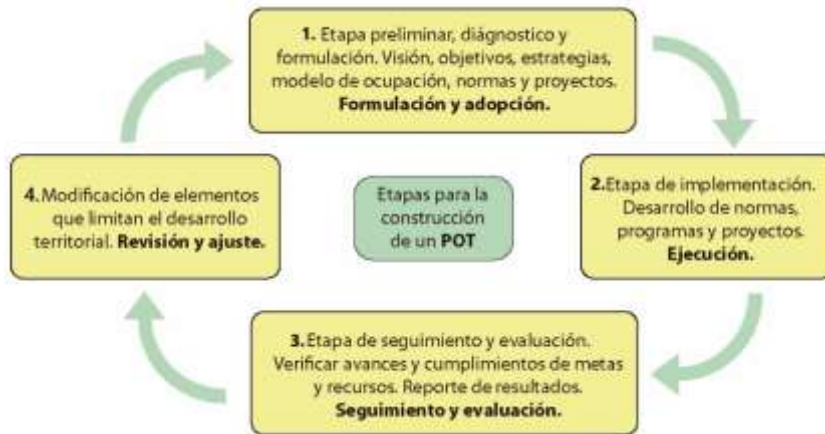 1. Etapa preliminar, diágnostico y
formulación. Visión, objetivos, estrategias,
modelo de ocupación, normas y proyectos.
Formulación y adopción.
2.Etapa de implementación.
Desarrollo de normas,
programas y proyectos.
Ejecución.
3.Etapa de seguimiento y evaluación.
Verificar avances y cumplimientos de metas
y recursos. Reporte de resultados.
Seguimiento y evaluación.
4.Modificación de elementos
que limitan el desarrollo
territorial. Revisión y ajuste.
Etapas para la
construcción
de un POT